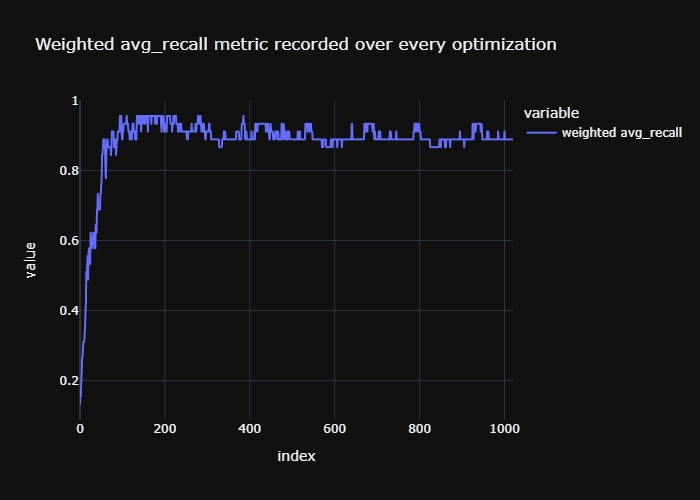 Weighted avg_recall metric recorded over every optimization
variable
weighted avg_recall
value
1
0.8
0.6
0.4
0.2
0
200
400
600
800
1000
index